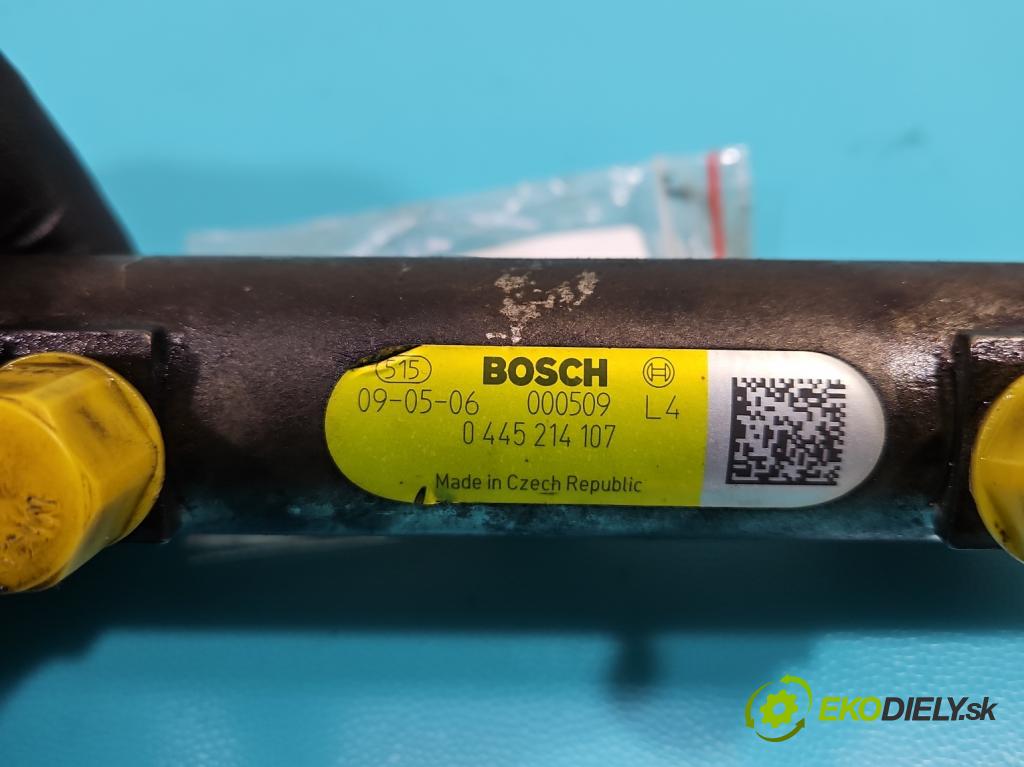 515 BOSCH
09-05-06 000509 L4
0 445 214 107
Made in Czech Republic
EKODIELY.sk